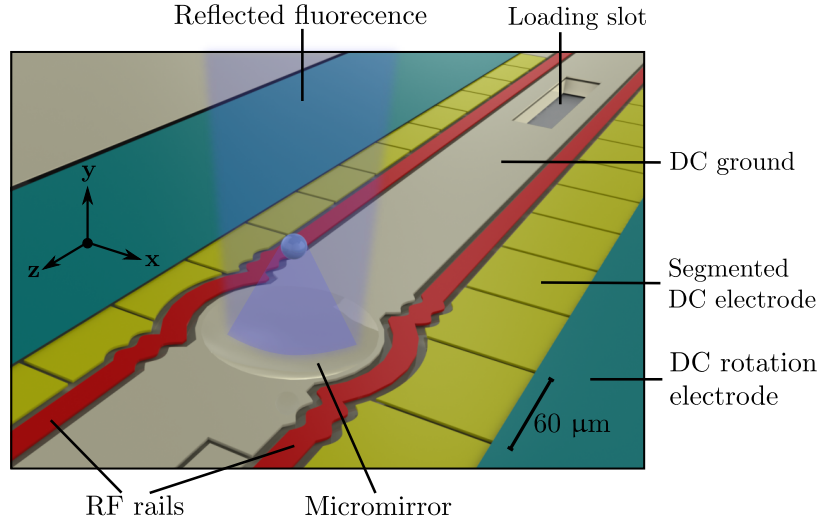 Reflected fluorecence
Loading slot
DC ground
y
z
x
Segmented
DC electrode
DC rotation
electrode
60 μm
RF rails
Micromirror